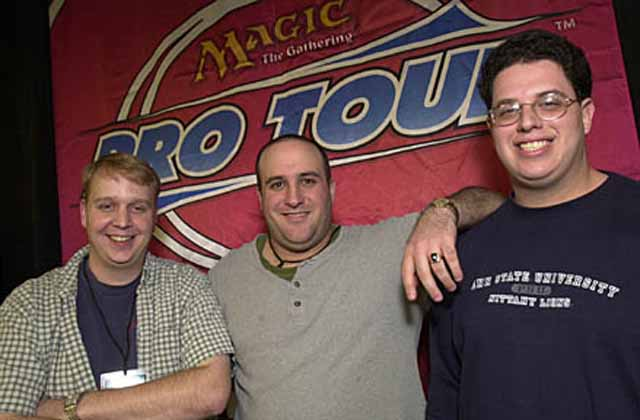 MAGIC
The Gathering
TM
PRO TOUR
STATE UNIVERSITY
NITTANY LIONS